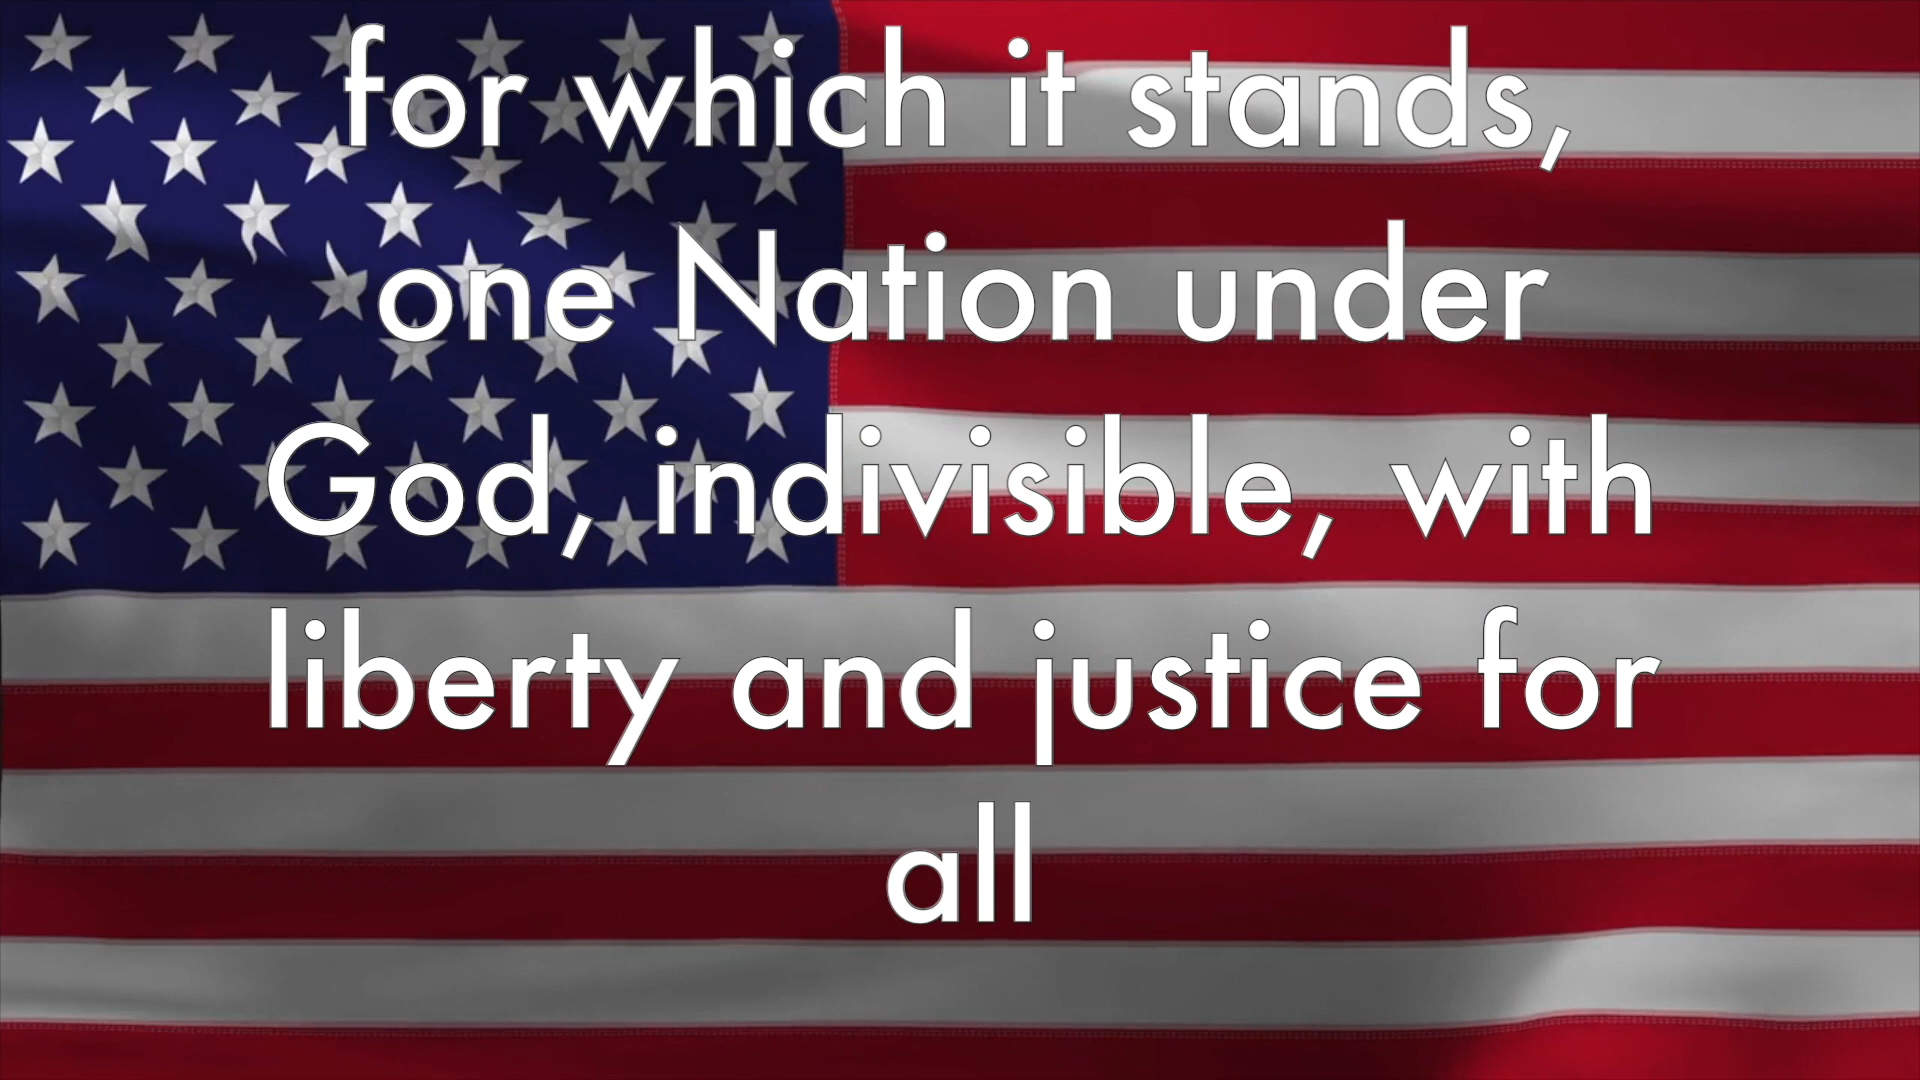 for which it stands,
one Nation under
God, indivisible, with
liberty and justice for
all